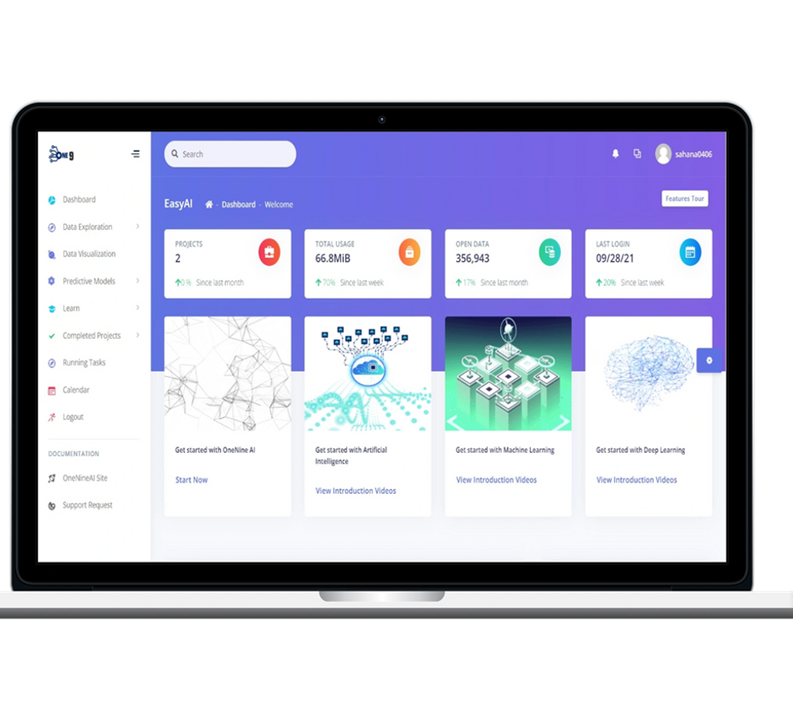 ONE 9
Search
sahana0406
EasyAI
- Dashboard - Welcome
Features Tour
Dashboard
Data Exploration
Data Visualization
Predictive Models
Learn
Completed Projects
Running Tasks
Calendar
Logout
DOCUMENTATION
OneNineAI Site
Support Request
PROJECTS
2
0% Since last month
TOTAL USAGE
66.8MiB
70% Since last week
OPEN DATA
356,943
17% Since last month
LAST LOGIN
09/28/21
20% Since last week
Get started with OneNine AI
Start Now
Get started with Artificial
Intelligence
View Introduction Videos
Get started with Machine Learning
View Introduction Videos
Get started with Deep Learning
View Introduction Videos